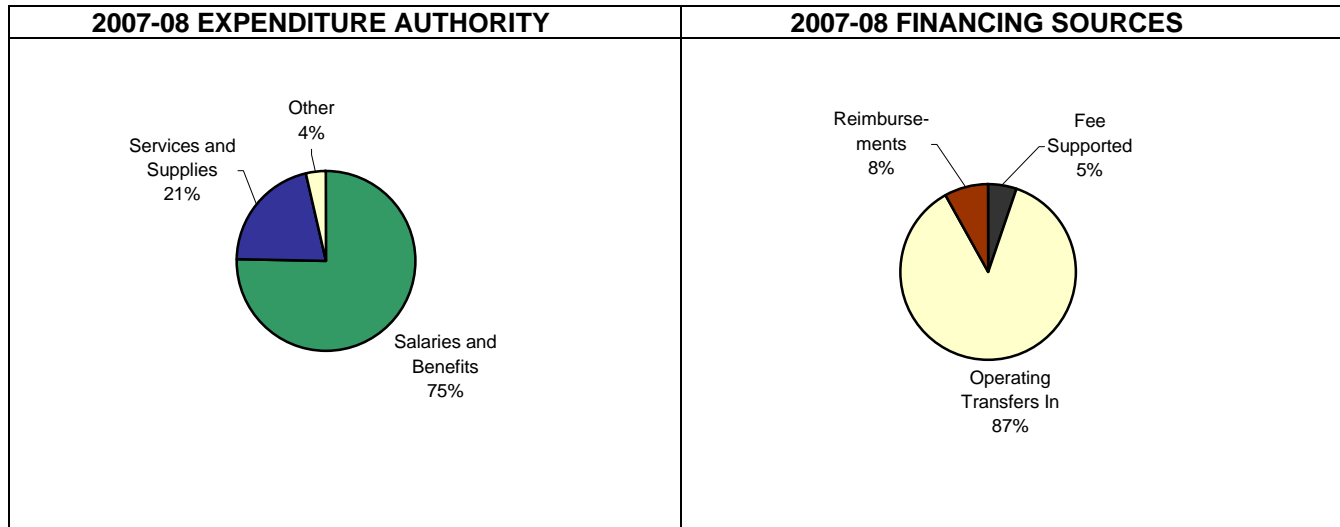 2007-08 EXPENDITURE AUTHORITY
Other
4%
Services and
Supplies
21%
Salaries and
Benefits
75%
2007-08 FINANCING SOURCES
Reimburse-
ments
8%
Fee
Supported
5%
Operating
Transfers In
87%